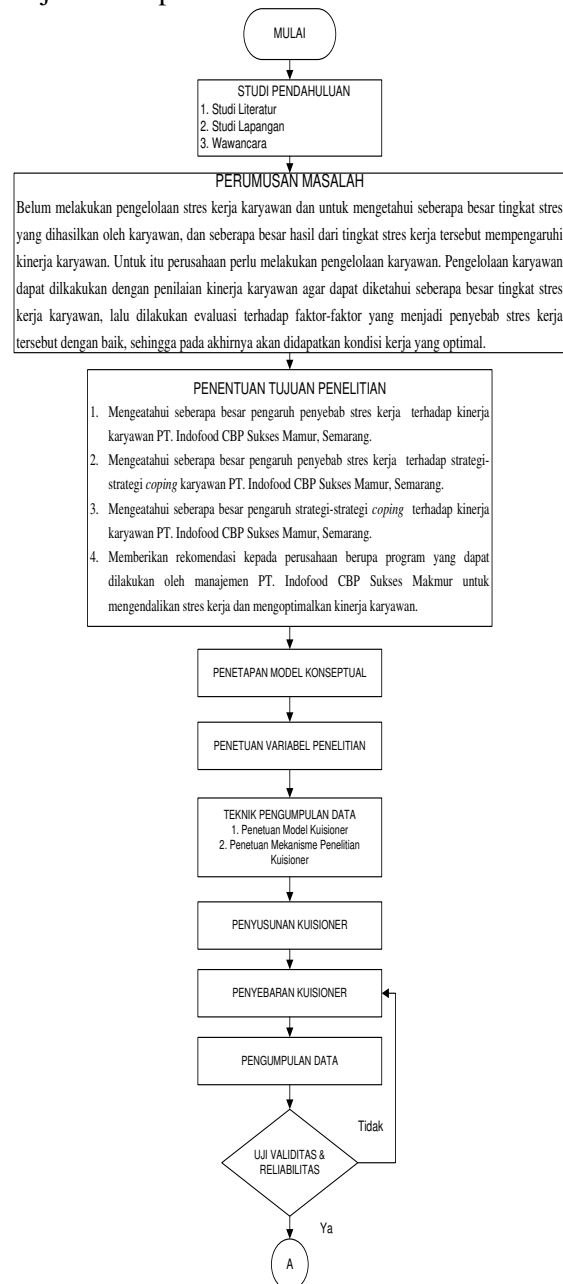 MULAI
STUDI PENDAHULUAN
1. Studi Literatur
2. Studi Lapangan
3. Wawancara
PERUMUSAN MASALAH
Belum melakukan pengelolaan stres kerja karyawan dan untuk mengetahui seberapa besar tingkat stres
yang dihasilkan oleh karyawan, dan seberapa besar hasil dari tingkat stres kerja tersebut mempengaruhi
kinerja karyawan. Untuk itu perusahaan perlu melakukan pengelolaan karyawan. Pengelolaan karyawan
dapat dilkakukan dengan penilaian kinerja karyawan agar dapat diketahui seberapa besar tingkat stres
kerja karyawan, lalu dilakukan evaluasi terhadap faktor-faktor yang menjadi penyebab stres kerja
tersebut dengan baik, sehingga pada akhirnya akan didapatkan kondisi kerja yang optimal.
PENENTUAN TUJUAN PENELITIAN
1. Mengeatahui seberapa besar pengaruh penyebab stres kerja terhadap kinerja
karyawan PT. Indofood CBP Sukses Mamur, Semarang.
2. Mengeatahui seberapa besar pengaruh penyebab stres kerja terhadap strategi-
strategi coping karyawan PT. Indofood CBP Sukses Mamur, Semarang.
3. Mengeatahui seberapa besar pengaruh strategi-strategi coping terhadap kinerja
karyawan PT. Indofood CBP Sukses Mamur, Semarang.
4. Memberikan rekomendasi kepada perusahaan berupa program yang dapat
dilakukan oleh manajemen PT. Indofood CBP Sukses Makmur untuk
mengendalikan stres kerja dan mengoptimalkan kinerja karyawan.
PENETAPAN MODEL KONSEPTUAL
PENETUAN VARIABEL PENELITIAN
TEKNIK PENGUMPULAN DATA
1. Penetuan Model Kuisioner
2. Penetuan Mekanisme Penelitian
Kuisioner
PENYUSUNAN KUISIONER
PENYEBARAN KUISIONER
PENGUMPULAN DATA
Tidak
UJI VALIDITAS &
RELIABILITAS
Ya
A